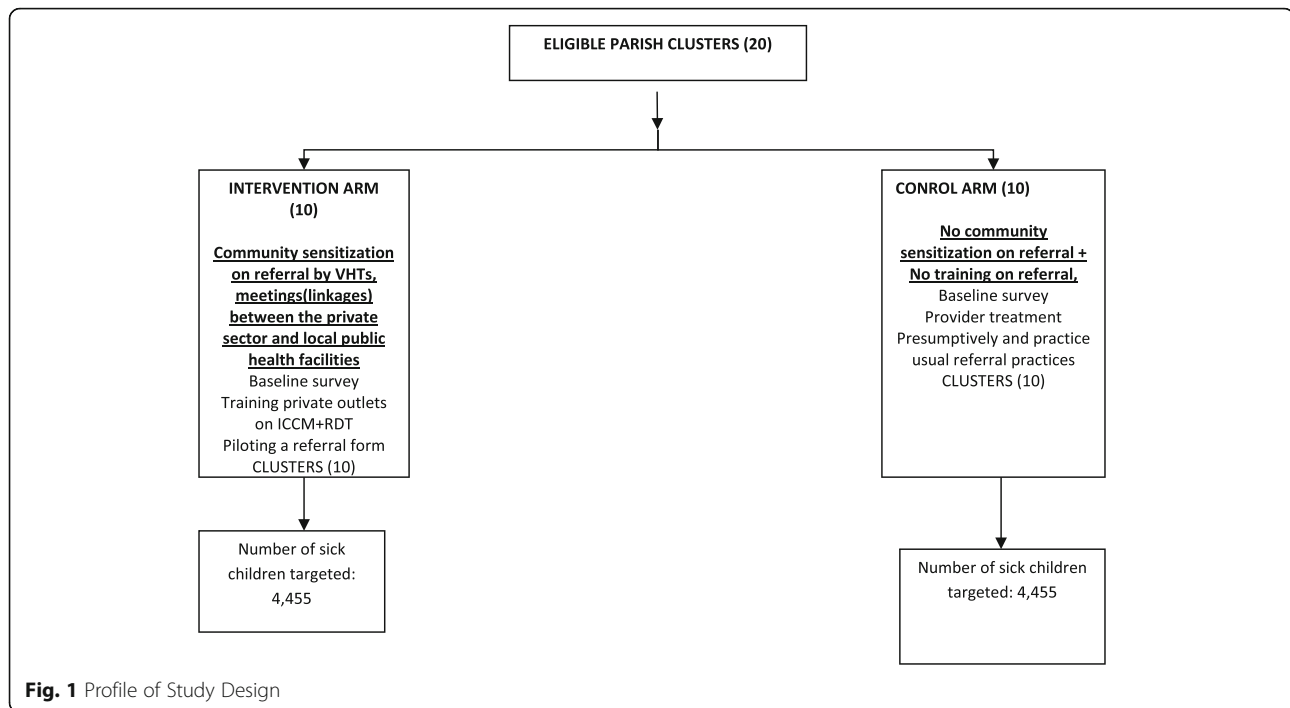 ELIGIBLE PARISH CLUSTERS (20)
INTERVENTION ARM
(10)
Community sensitization
on referral by VHTs,
meetings(linkages)
between the private
sector and local public
health facilities
Baseline survey
Training private outlets
on ICCM+RDT
Piloting a referral form
CLUSTERS (10)
CONROL ARM (10)
No community
sensitization on referral +
No training on referral,
Baseline survey
Provider treatment
Presumptively and practice
usual referral practices
CLUSTERS (10)
Number of sick
children targeted:
4,455
Number of sick children
targeted: 4,455
Fig. 1 Profile of Study Design